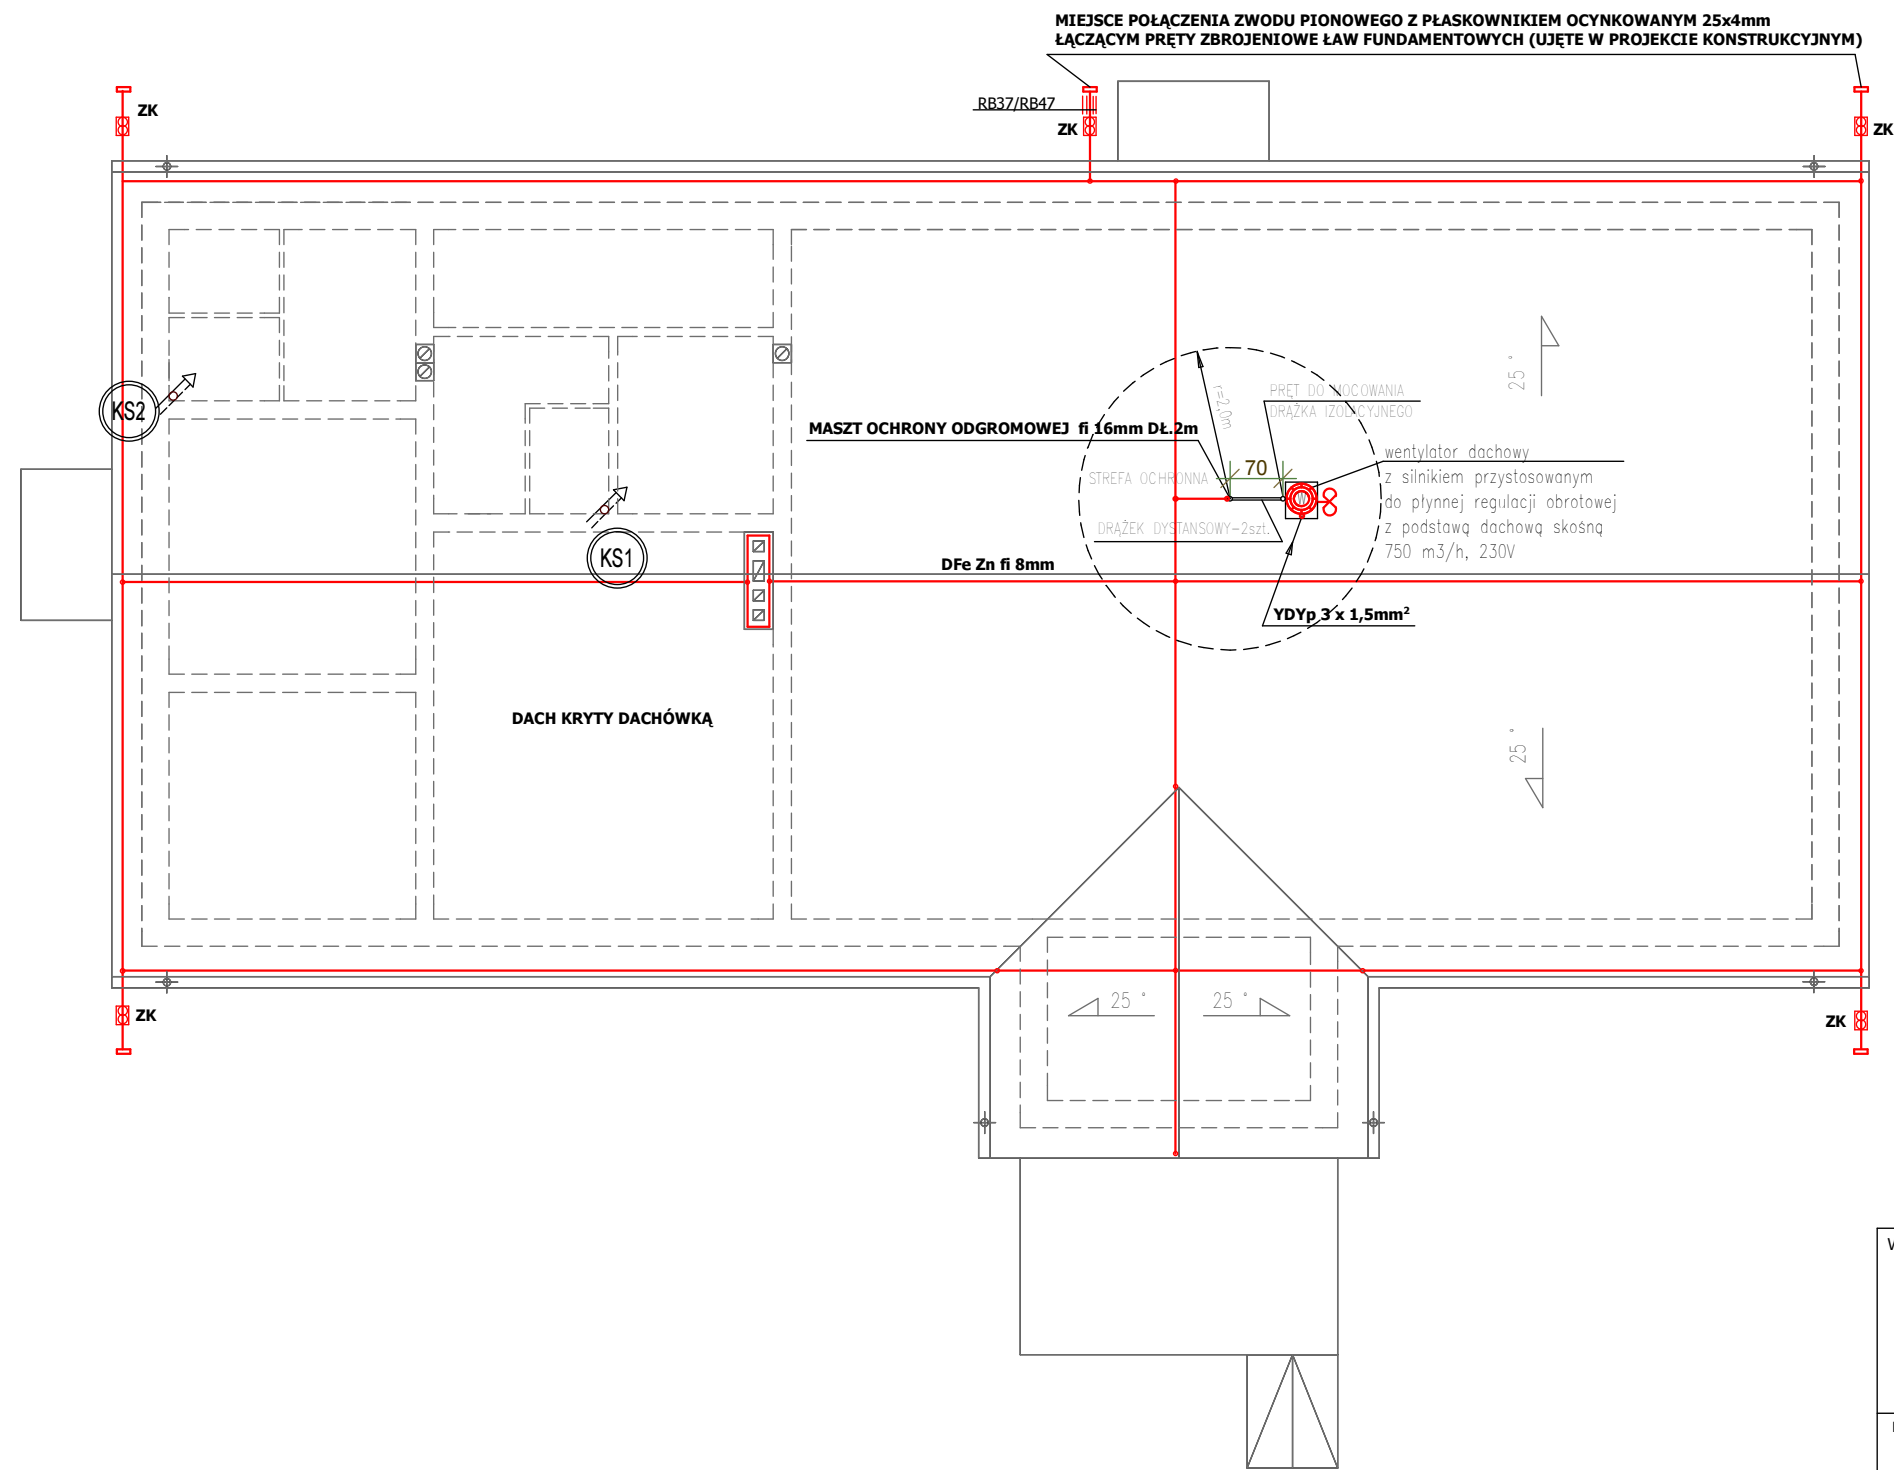 MIEJSCE POŁĄCZENIA ZWODU PIONOWEGO Z PŁASKOWNIKIEM OCYNKOWANYM 25x4mm
ŁĄCZĄCYM PRĘTY ZBROJENIOWE ŁAW FUNDAMENTOWYCH (UJĘTE W PROJEKCIE KONSTRUKCYJNYM)
ZK
RB37/RB47
ZK
ZK
25 °
KS2
r=2,0m
PRĘT DO MOCOWANIA
DRĄŻKA IZOLACYJNEGO
MASZT OCHRONY ODGROMOWEJ fi 16mm DŁ.2m
wentylator dachowy
z silnikiem przystosowanym
do płynnej regulacji obrotowej
z podstawą dachową skośną
750 m3/h, 230V
STREFA OCHRONNA
70
W
DRĄŻEK DYSTANSOWY-2szt.
KS1
DFe Zn fi 8mm
YDYp 3 x 1,5mm²
DACH KRYTY DACHÓWKĄ
25 °
25 °
25 °
ZK
ZK